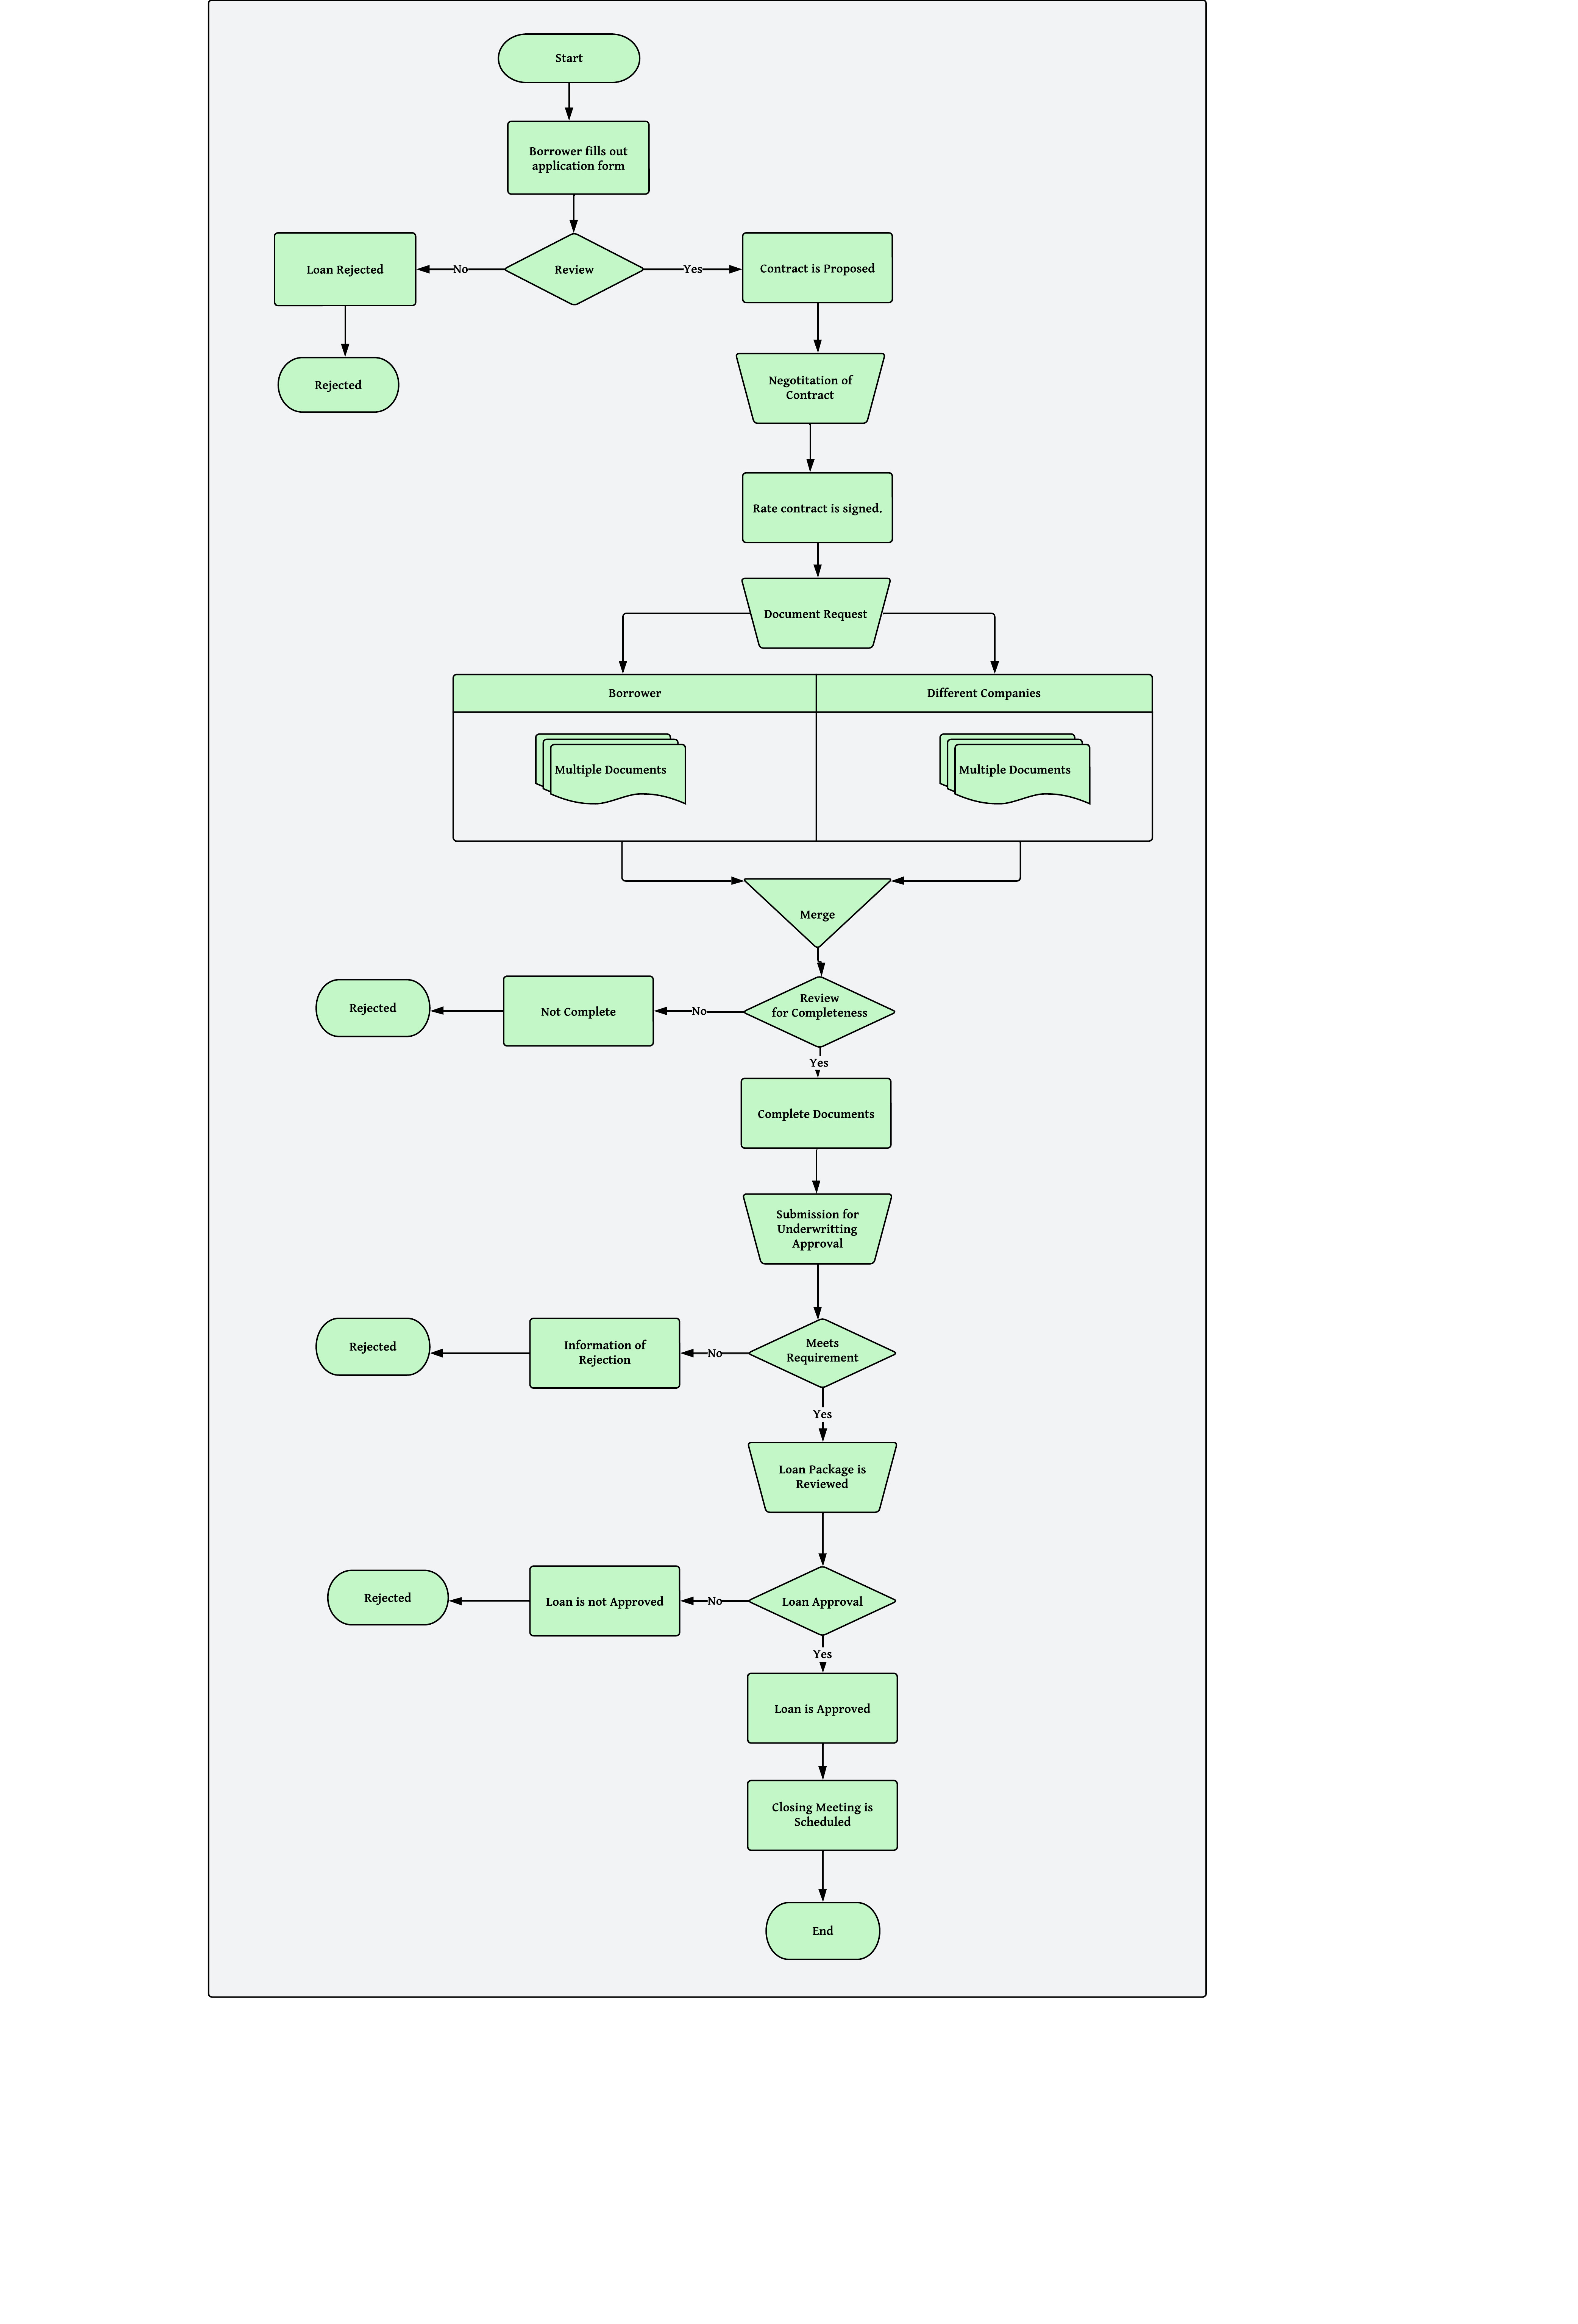 Start
Borrower fills out
application form
Loan Rejected
No
Review
Yes
Contract is Proposed
Rejected
Negotitation of
Contract
Rate contract is signed.
Document Request
Borrower
Different Companies
Multiple Documents
Multiple Documents
Merge
Rejected
Not Complete
No
Review
for Completeness
Yes
Complete Documents
Submission for
Underwritting
Approval
Rejected
Information of
Rejection
No
Meets
Requirement
Yes
Loan Package is
Reviewed
Rejected
Loan is not Approved
No
Loan Approval
Yes
Loan is Approved
Closing Meeting is
Scheduled
End